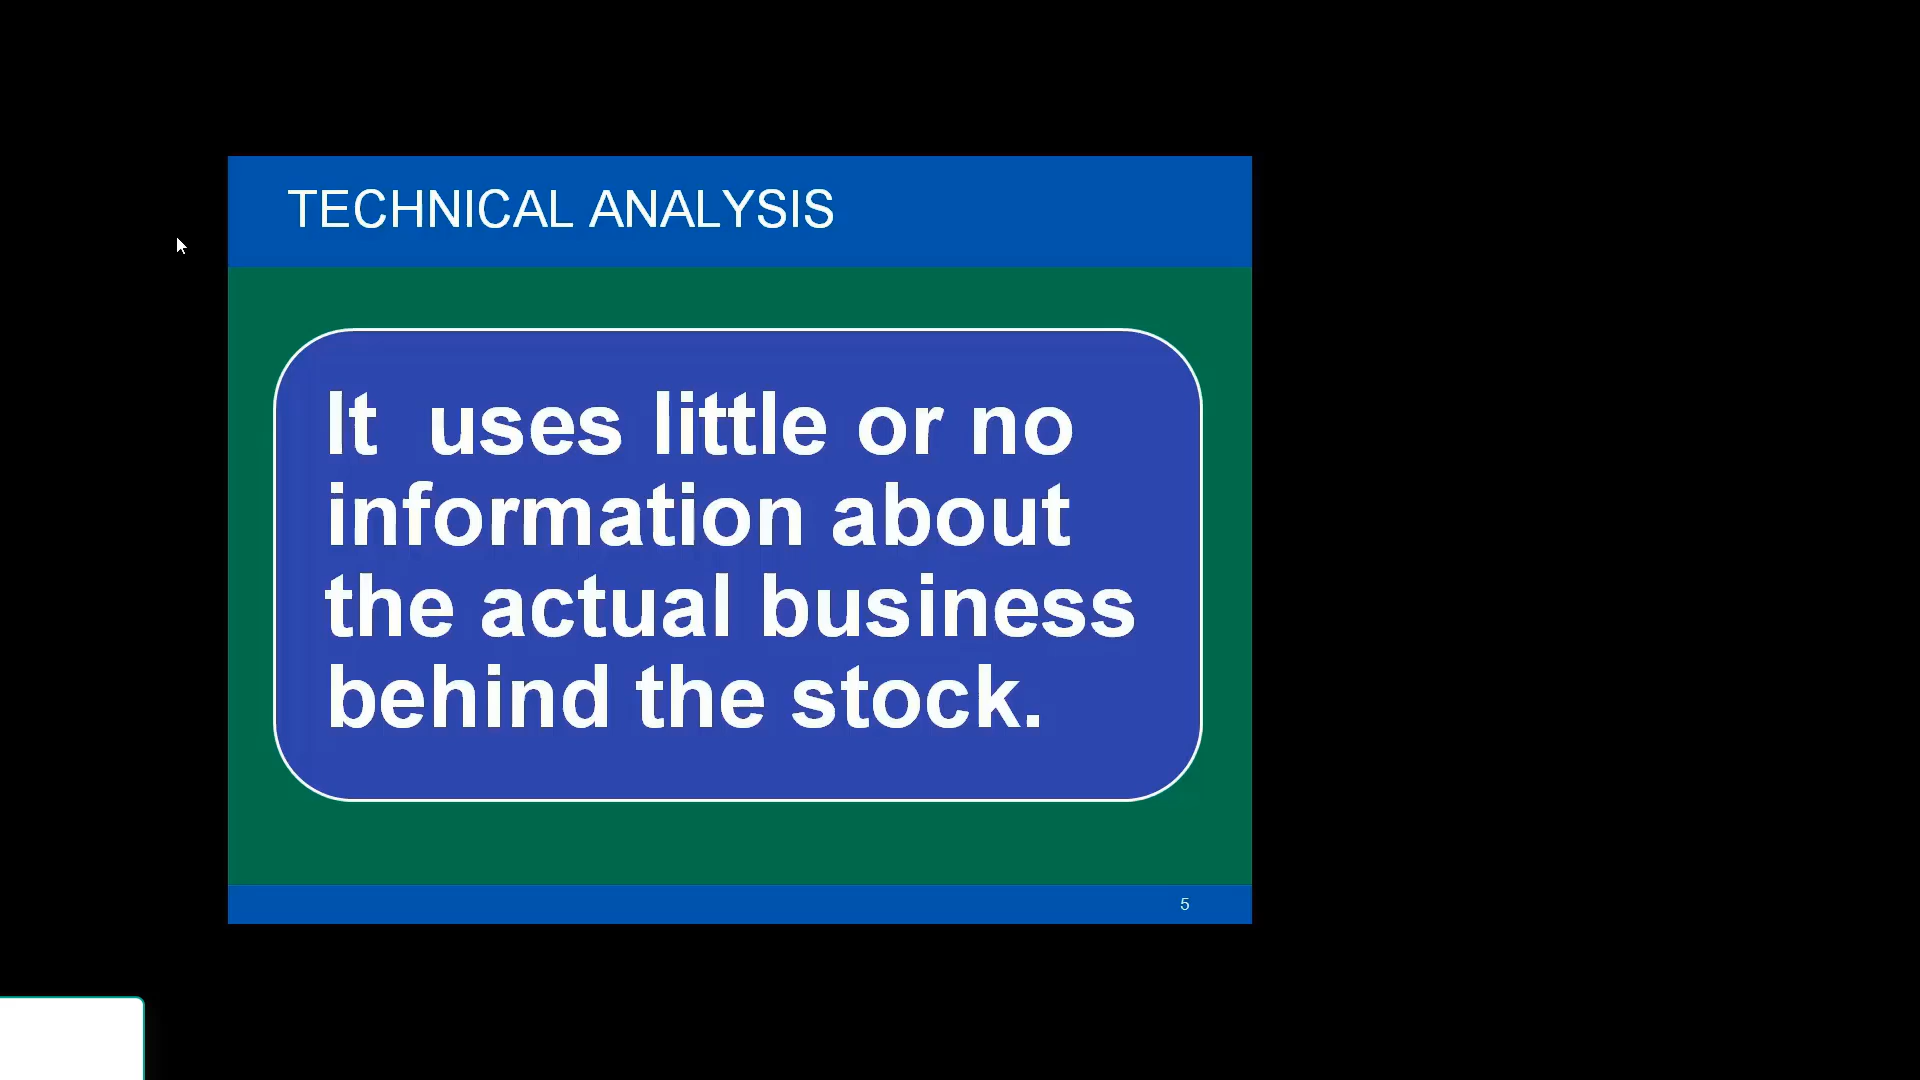 TECHNICAL ANALYSIS
It  uses little or no
information about
the actual business
behind the stock.
5